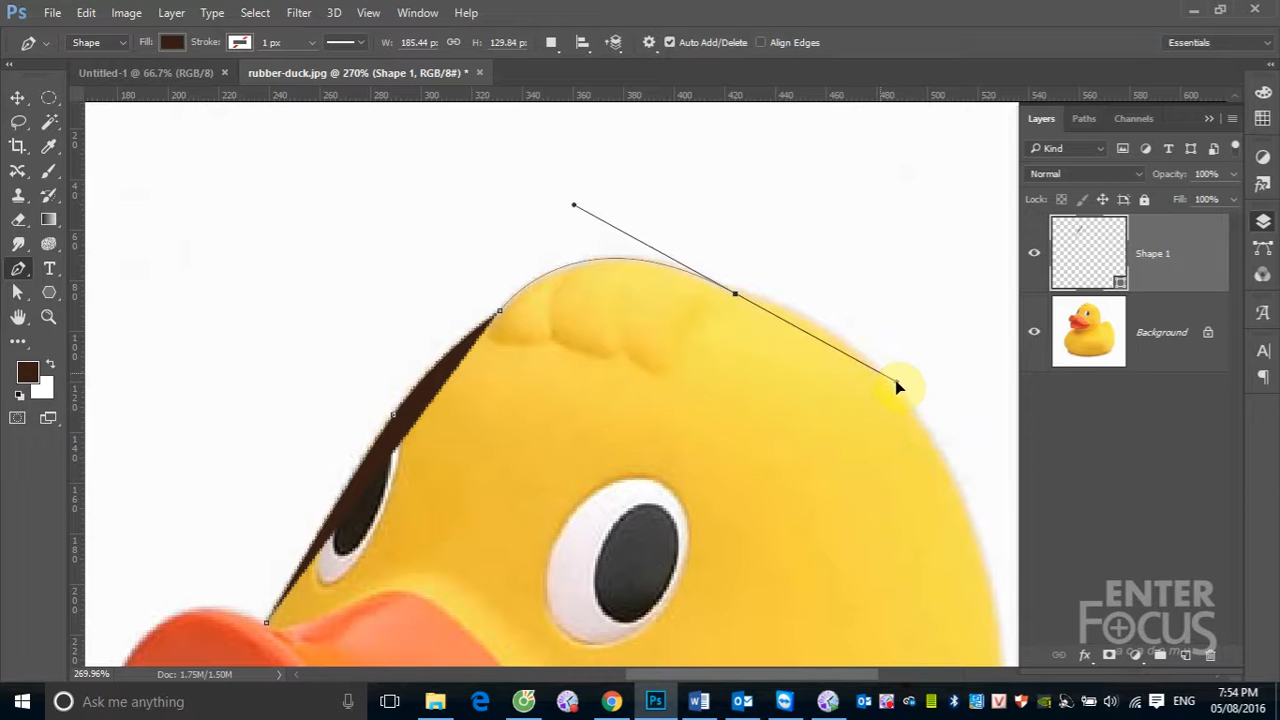 Ps File Edit Image Layer Type Select Filter 3D View Window Help
Shape Fill: Stroke: 1 px W: 185.44 p: H: 129.84 p: Auto Add/Delete Align Edges Essentials
Untitled-1 @ 66.7% (RGB/8) × rubber-duck.jpg @ 270% (Shape 1, RGB/8#) * ×
180 200 220 240 260 280 300 320 340 360 380 400 420 440 460 480 500 520 540 560 580 600
Layers Paths Channels
Kind
Normal Opacity: 100%
Lock: Fill: 100%
Shape 1
Background
ENTER
FOCUS
academy
269.96% Doc: 1.75M/1.50M
Ask me anything
7:54 PM
05/08/2016